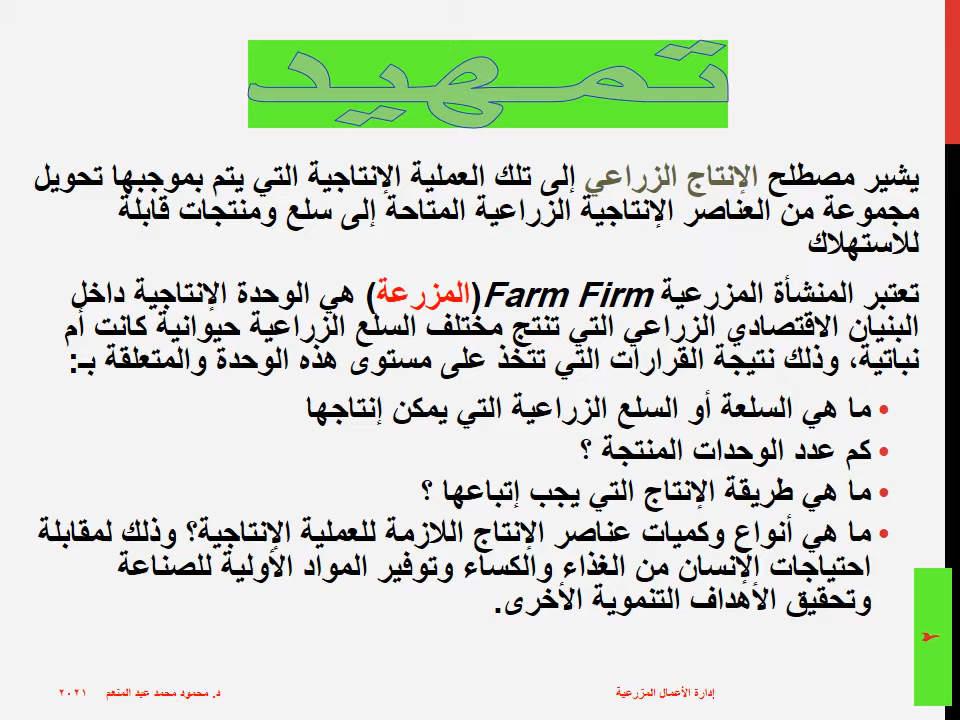 تمهيد
يشير مصطلح الإنتاج الزراعي إلى تلك العملية الإنتاجية التي يتم بموجبها تحويل
مجموعة من العناصر الإنتاجية الزراعية المتاحة إلى سلع ومنتجات قابلة
للاستهلاك
تعتبر المنشأة المزرعية Farm Firm (المزرعة) هي الوحدة الإنتاجية داخل
البنيان الاقتصادي الزراعي التي تنتج مختلف السلع الزراعية حيوانية كانت أم
نباتية، وذلك نتيجة القرارات التي تتخذ على مستوى هذه الوحدة والمتعلقة بـ:
• ما هي السلعة أو السلع الزراعية التي يمكن إنتاجها
• كم عدد الوحدات المنتجة ؟
• ما هي طريقة الإنتاج التي يجب إتباعها ؟
• ما هي أنواع وكميات عناصر الإنتاج اللازمة للعملية الإنتاجية؟ وذلك لمقابلة
احتياجات الإنسان من الغذاء والكساء وتوفير المواد الأولية للصناعة
وتحقيق الأهداف التنموية الأخرى.
٢
إدارة الأعمال المزرعية
د. محمود محمد عبد المنعم ٢٠٢١